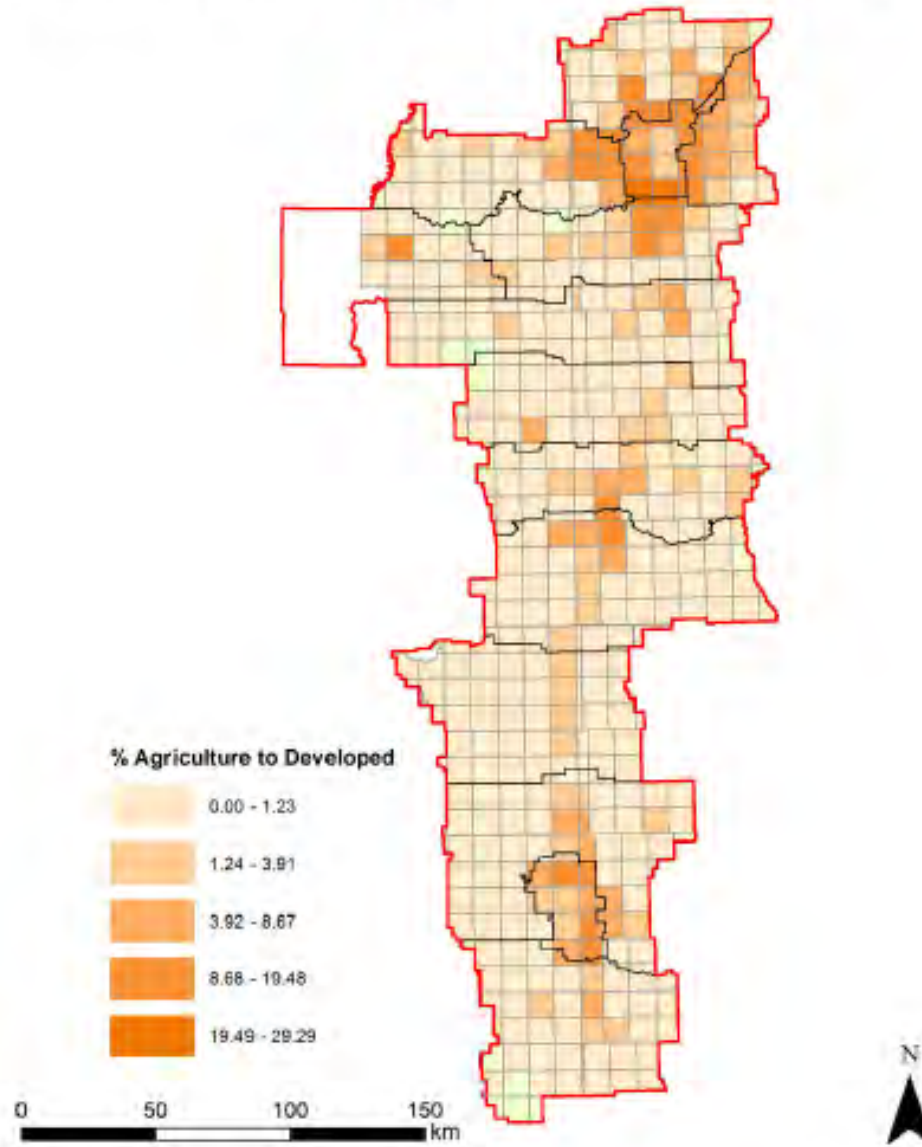 % Agriculture to Developed
0.00 - 1.23
1.24 - 3.91
3.92 - 8.67
8.68 - 19.48
19.49 - 29.29
N
0 50 100 150
km